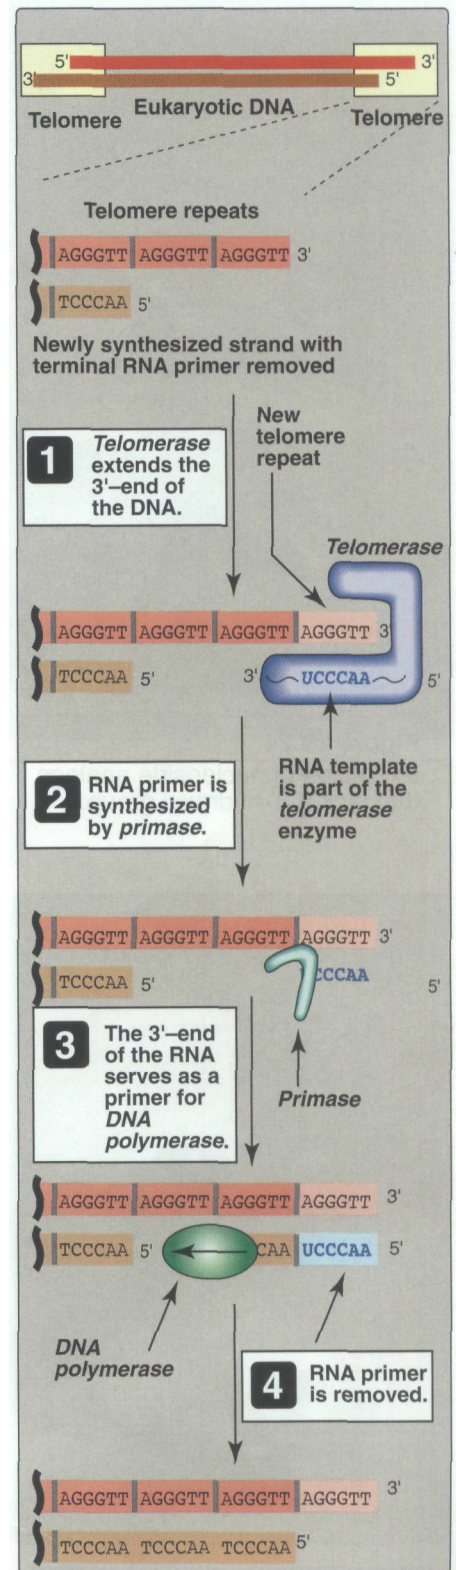 5' 3'
3' 5'
Telomere Eukaryotic DNA Telomere
Telomere repeats
AGGGTT AGGGTT AGGGTT 3'
TCCCAA 5'
Newly synthesized strand with
terminal RNA primer removed
1 Telomerase
extends the
3'–end of
the DNA.
New
telomere
repeat
Telomerase
AGGGTT AGGGTT AGGGTT AGGGTT 3'
TCCCAA 5' 3' UCCCAA 5'
2 RNA primer is
synthesized
by primase.
RNA template
is part of the
telomerase
enzyme
AGGGTT AGGGTT AGGGTT AGGGTT 3'
TCCCAA 5' CCCAA 5'
3 The 3'–end
of the RNA
serves as a
primer for
DNA
polymerase.
Primase
AGGGTT AGGGTT AGGGTT AGGGTT 3'
TCCCAA 5' CAA UCCCAA 5'
DNA
polymerase
4 RNA primer
is removed.
AGGGTT AGGGTT AGGGTT AGGGTT 3'
TCCCAA TCCCAA TCCCAA 5'